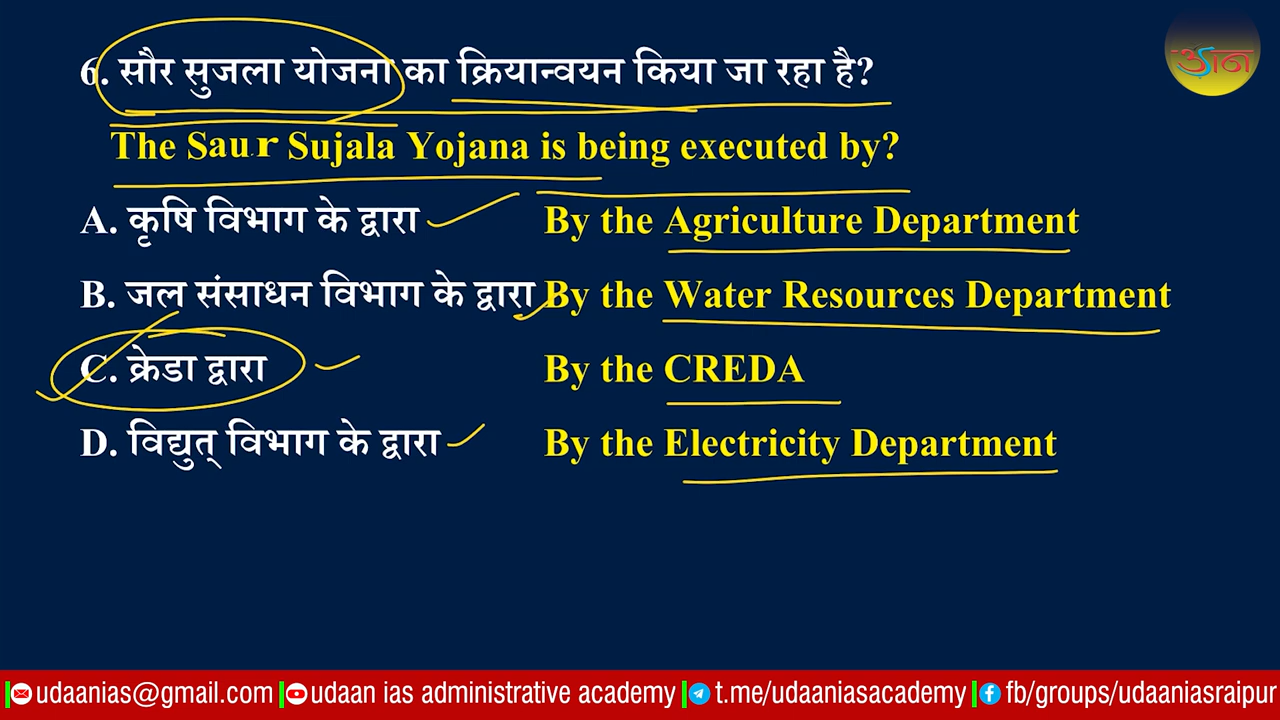 उड़ान
6. सौर सुजला योजना का क्रियान्वयन किया जा रहा है?
The Saur Sujala Yojana is being executed by?
A. कृषि विभाग के द्वारा By the Agriculture Department
B. जल संसाधन विभाग के द्वारा By the Water Resources Department
C. क्रेडा द्वारा By the CREDA
D. विद्युत् विभाग के द्वारा By the Electricity Department
udaanias@gmail.com udaan ias administrative academy t.me/udaaniasacademy fb/groups/udaaniasraipur